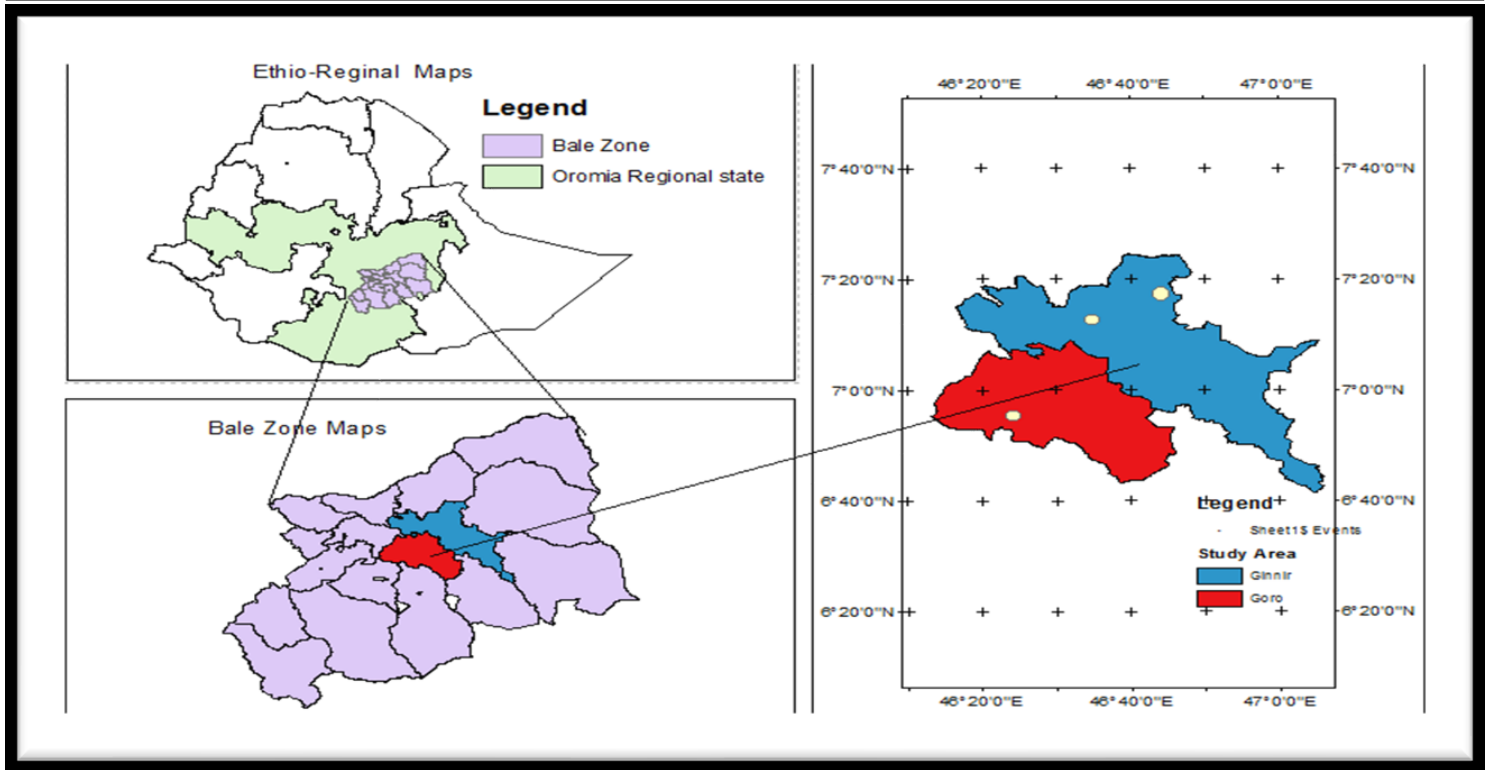 Ethio-Reginal Maps
Legend
Bale Zone
Oromia Regional state
Bale Zone Maps
46°20'0"E 46°40'0"E 47°0'0"E
7°40'0"N 7°40'0"N
7°20'0"N 7°20'0"N
7°0'0"N 7°0'0"N
6°40'0"N 6°40'0"N
Legend
Sheet1$ Events
Study Area
Ginnir
Goro
6°20'0"N 6°20'0"N
46°20'0"E 46°40'0"E 47°0'0"E